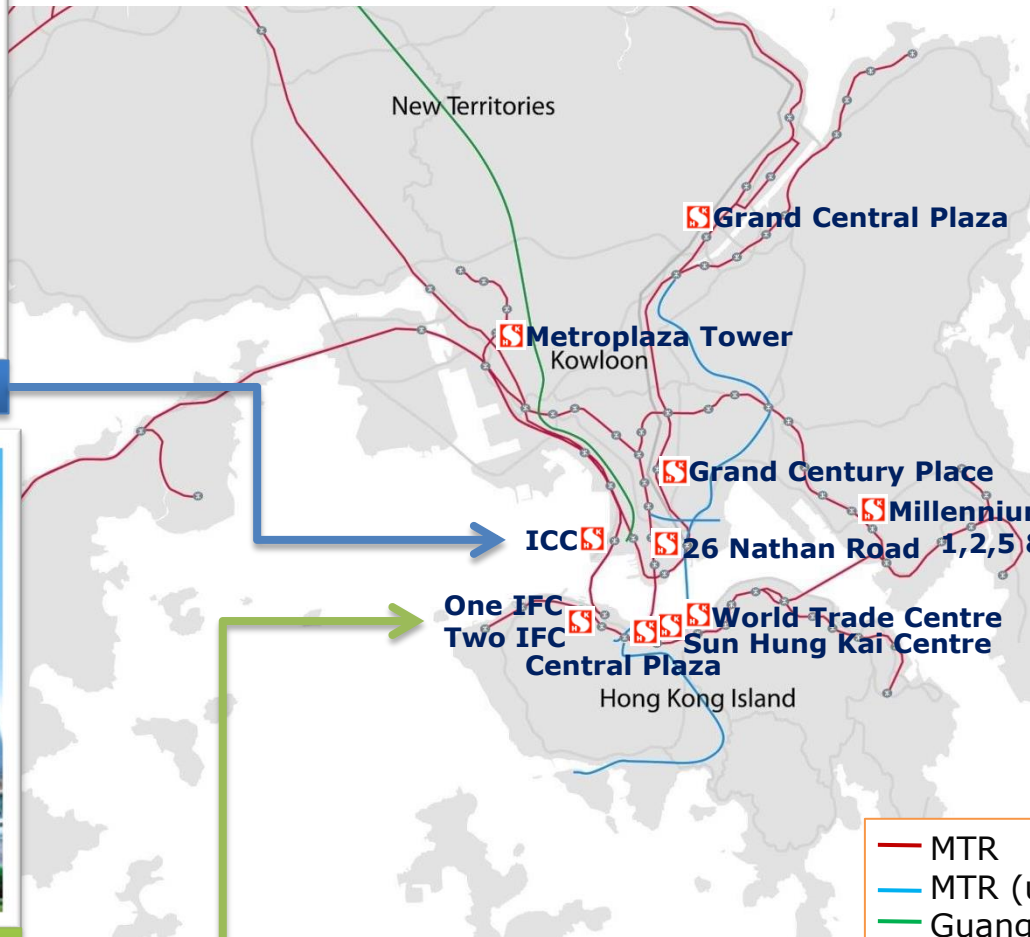 New Territories
Grand Central Plaza
Metroplaza Tower
Kowloon
Grand Century Place
ICC
26 Nathan Road
1,2,5
One IFC
Two IFC
World Trade Centre
Sun Hung Kai Centre
Central Plaza
Hong Kong Island
MTR
MTR